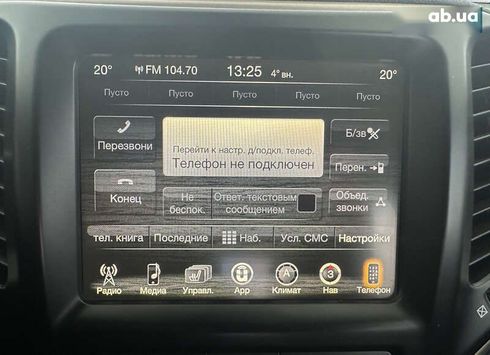 ab.ua
20° FM 104.70 13:25 4° вн. 20°
Пусто Пусто Пусто Пусто Пусто
Перезвони
Перейти к настр. д/подкл. телеф.
Телефон не подключен
Б/зв
Перен.
Конец
Не беспок.
Ответ. текстовым сообщением
Объед. звонки
тел. книга Последние Наб. Усл. СМС Настройки
Радио Медиа Управл. App Климат Нав Телефон